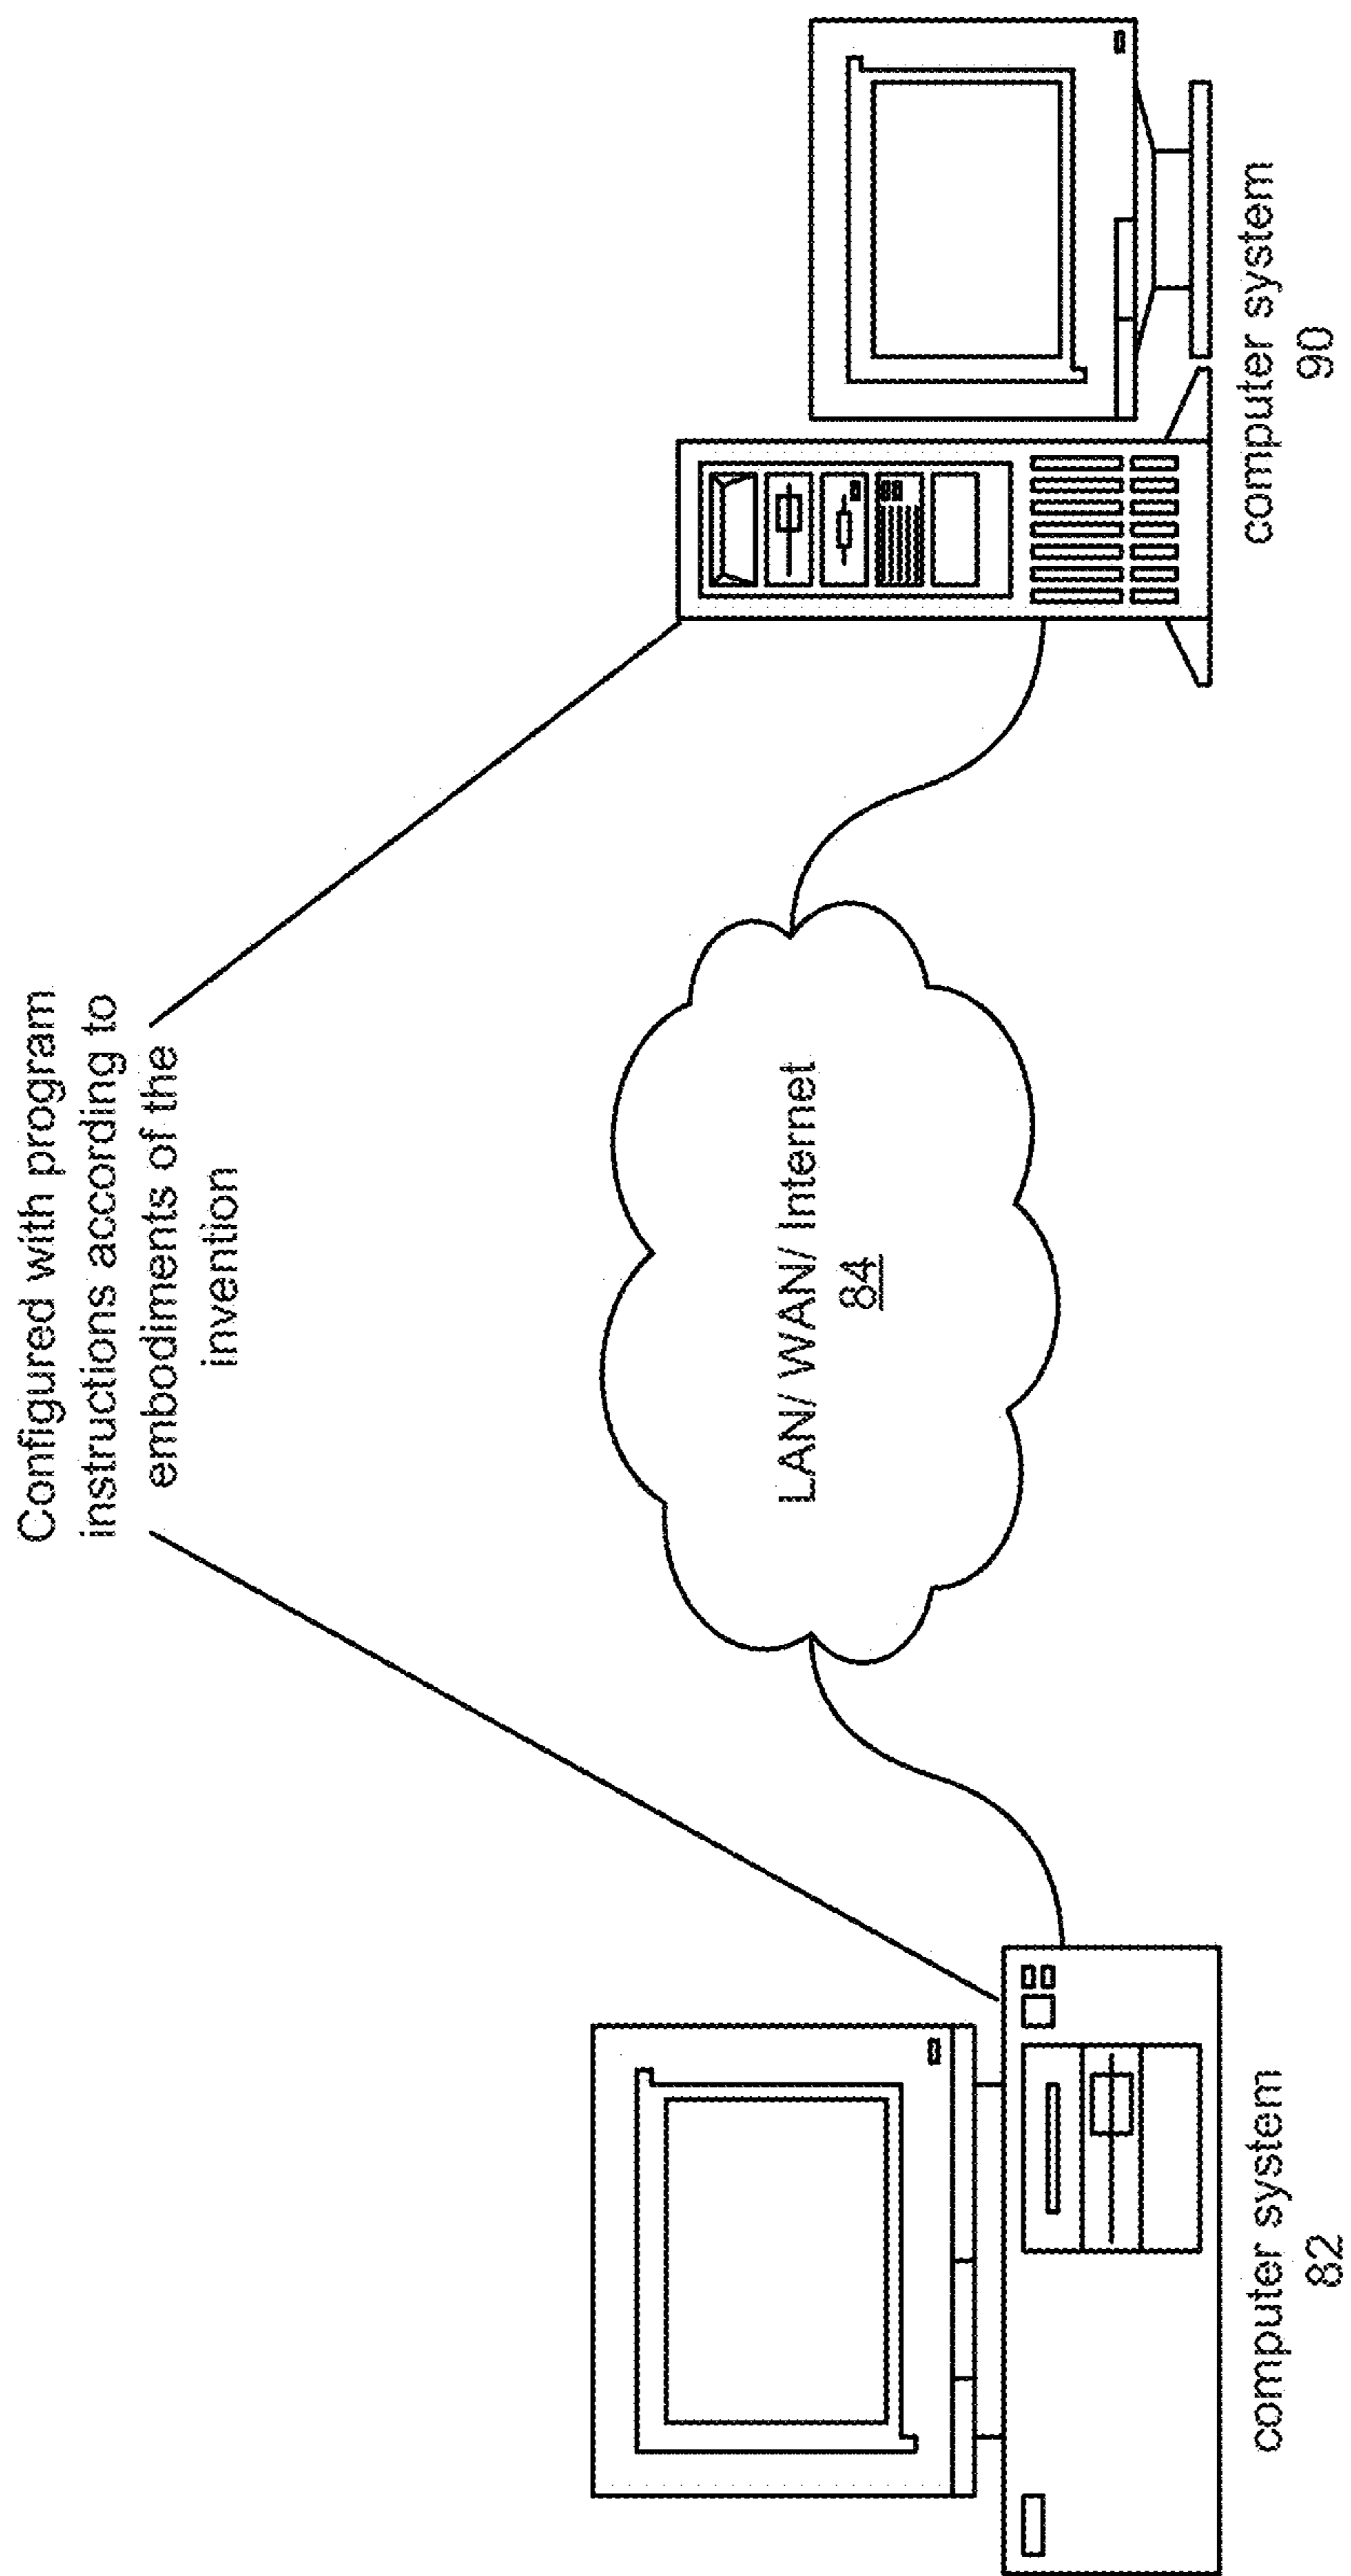 Configured with program
instructions according to
embodiments of the
invention
LAN/ WAN/ Internet
84
computer system
82
computer system
90